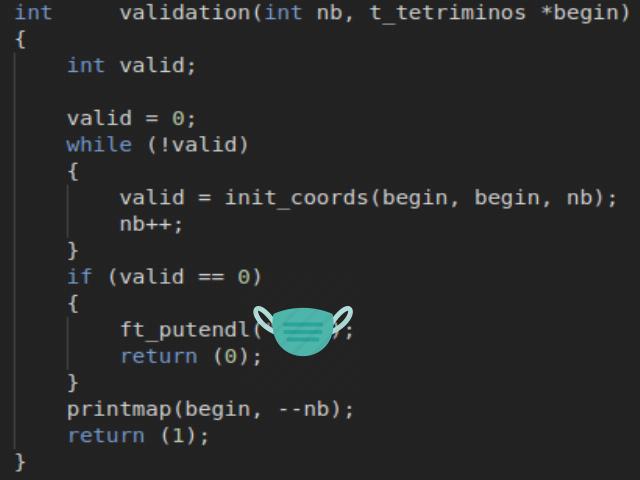 int     validation(int nb, t_tetriminos *begin)
{
    int valid;

    valid = 0;
    while (!valid)
    {
        valid = init_coords(begin, begin, nb);
        nb++;
    }
    if (valid == 0)
    {
        ft_putendl( );
        return (0);
    }
    printmap(begin, --nb);
    return (1);
}